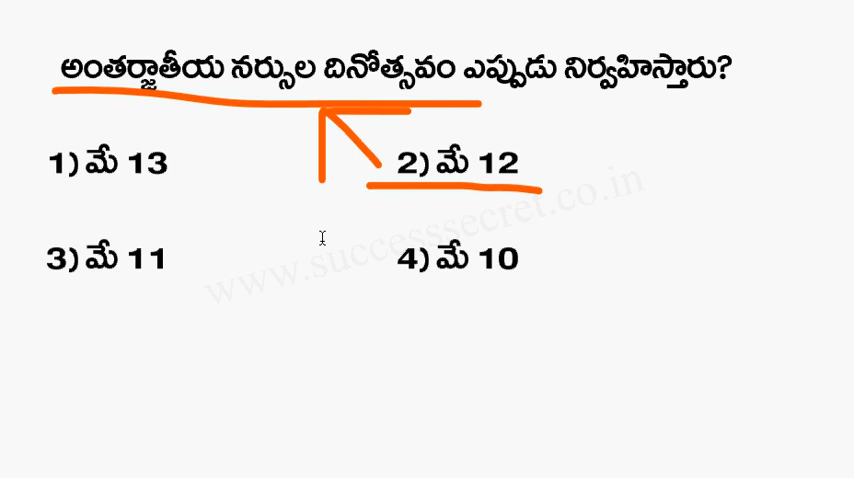 అంతర్జాతీయ నర్సుల దినోత్సవం ఎప్పుడు నిర్వహిస్తారు?
1) మే 13
2) మే 12
3) మే 11
4) మే 10
www.successsecret.co.in